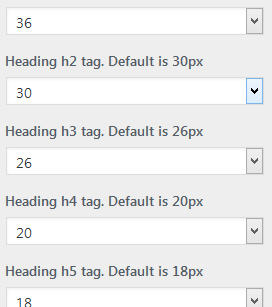 36
Heading h2 tag. Default is 30px
30
Heading h3 tag. Default is 26px
26
Heading h4 tag. Default is 20px
20
Heading h5 tag. Default is 18px
18